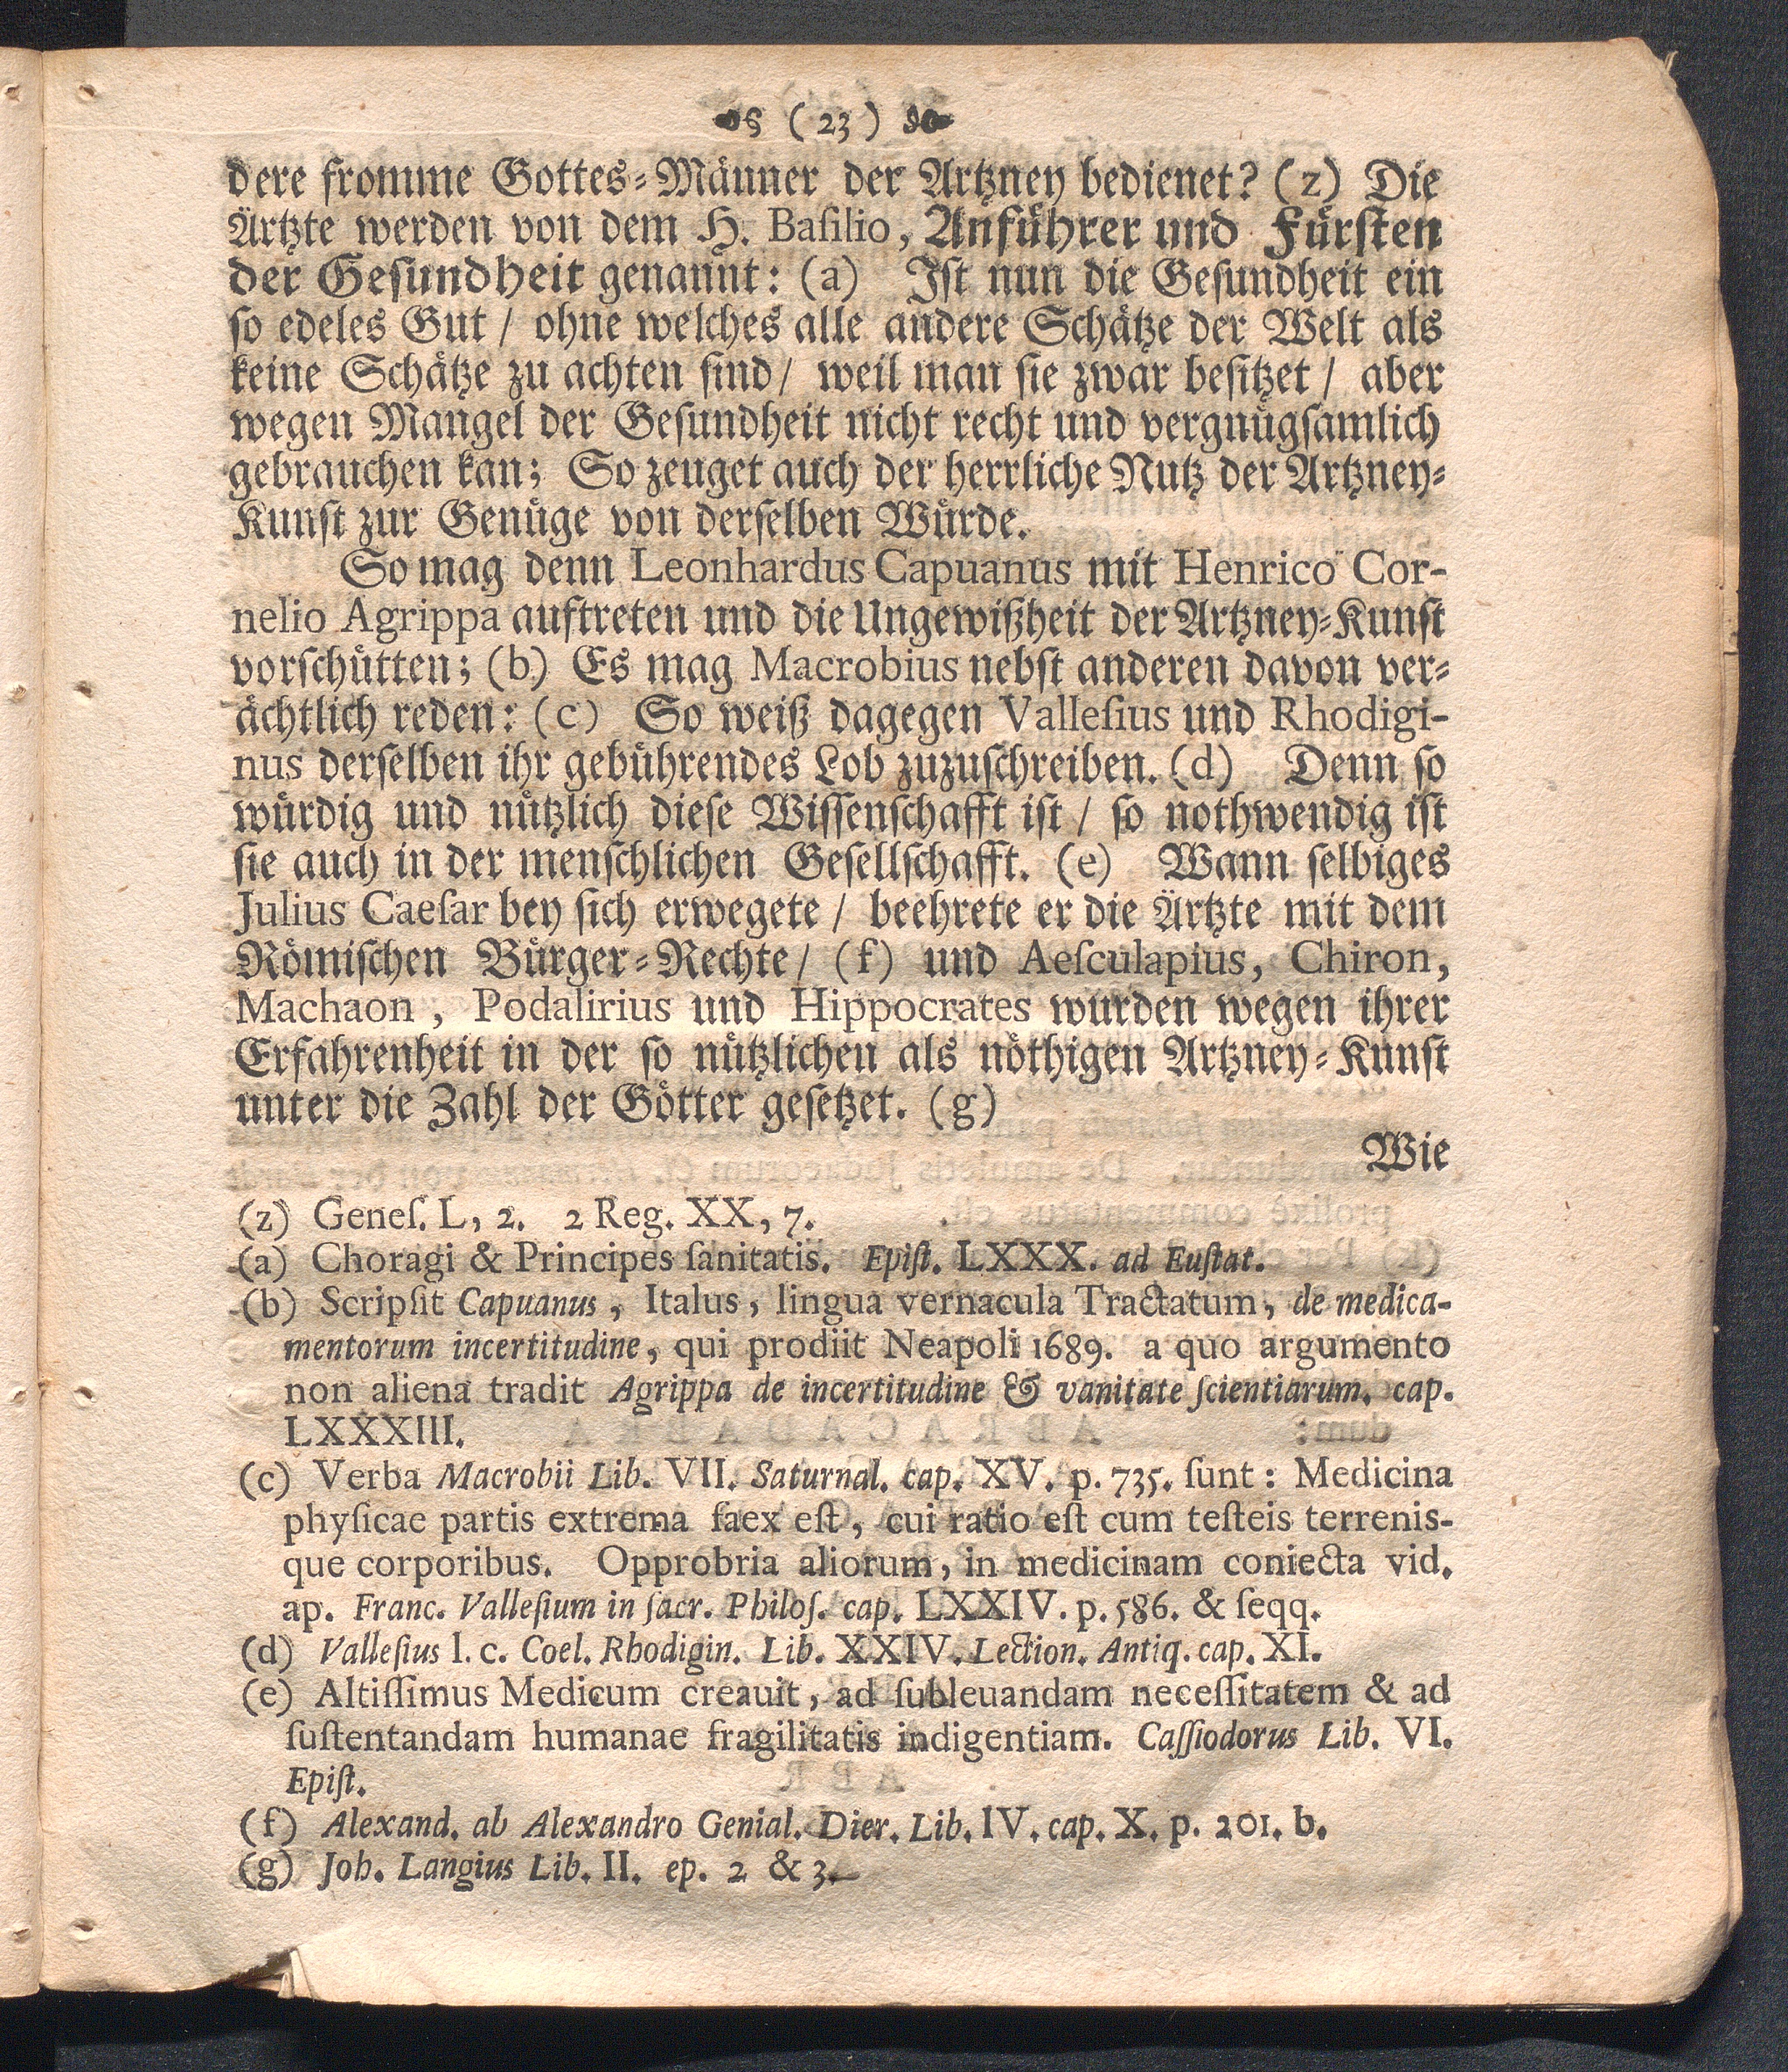 ( 23 )
dere fromme Gottes-Männer der Artzney bedienet? (z) Die
Ärtzte werden von dem H. Baſilio, Anführer und Fürſten
der Geſundheit genannt: (a) Iſt nun die Geſundheit ein
ſo edeles Gut / ohne welches alle andere Schätze der Welt als
keine Schätze zu achten ſind / weil man ſie zwar beſitzet / aber
wegen Mangel der Geſundheit nicht recht und vergnügſamlich
gebrauchen kan; So zeuget auch der herrliche Nutz der Artzney-
Kunſt zur Genüge von derſelben Würde.
So mag denn Leonhardus Capuanus mit Henrico Cor-
nelio Agrippa auftreten und die Ungewißheit der Artzney-Kunſt
vorſchütten; (b) Es mag Macrobius nebſt anderen davon ver-
ächtlich reden: (c) So weiß dagegen Valleſius und Rhodigi-
nus derſelben ihr gebührendes Lob zuzuſchreiben. (d) Denn ſo
würdig und nützlich dieſe Wiſſenſchafft iſt / ſo nothwendig iſt
ſie auch in der menſchlichen Geſellſchafft. (e) Wann ſelbiges
Julius Caeſar bey ſich erwegete / beehrete er die Ärtzte mit dem
Römiſchen Bürger-Rechte / (f) und Aeſculapius, Chiron,
Machaon, Podalirius und Hippocrates wurden wegen ihrer
Erfahrenheit in der ſo nützlichen als nöthigen Artzney-Kunſt
unter die Zahl der Götter geſetzet. (g)
Wie
(z) Geneſ. L, 2. 2 Reg. XX, 7.
(a) Choragi & Principes ſanitatis. Epiſt. LXXX. ad Euſtat.
(b) Scripſit Capuanus, Italus, lingua vernacula Tractatum, de medica-
mentorum incertitudine, qui prodiit Neapoli 1689. a quo argumento
non aliena tradit Agrippa de incertitudine & vanitate ſcientiarum. cap.
LXXXIII.
(c) Verba Macrobii Lib. VII. Saturnal. cap. XV. p. 735. ſunt: Medicina
phyſicae partis extrema faex eſt, cui ratio eſt cum teſteis terrenis-
que corporibus. Opprobria aliorum, in medicinam coniecta vid.
ap. Franc. Valleſium in ſacr. Philoſ. cap. LXXIV. p. 586. & ſeqq.
(d) Valleſius l. c. Coel. Rhodigin. Lib. XXIV. Lection. Antiq. cap. XI.
(e) Altiſſimus Medicum creauit, ad ſubleuandam neceſſitatem & ad
ſuſtentandam humanae fragilitatis indigentiam. Caſſiodorus Lib. VI.
Epiſt.
(f) Alexand. ab Alexandro Genial. Dier. Lib. IV. cap. X. p. 201. b.
(g) Joh. Langius Lib. II. ep. 2 & 3.